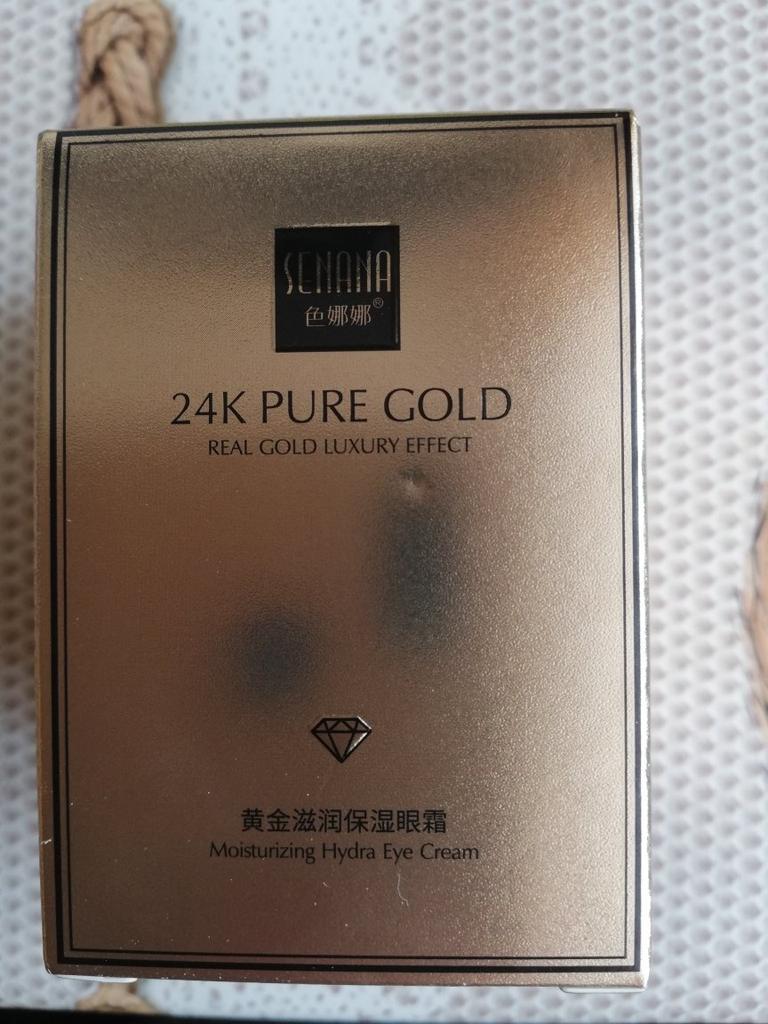 SENANA
色娜娜®
24K PURE GOLD
REAL GOLD LUXURY EFFECT
黄金滋润保湿眼霜
Moisturizing Hydra Eye Cream